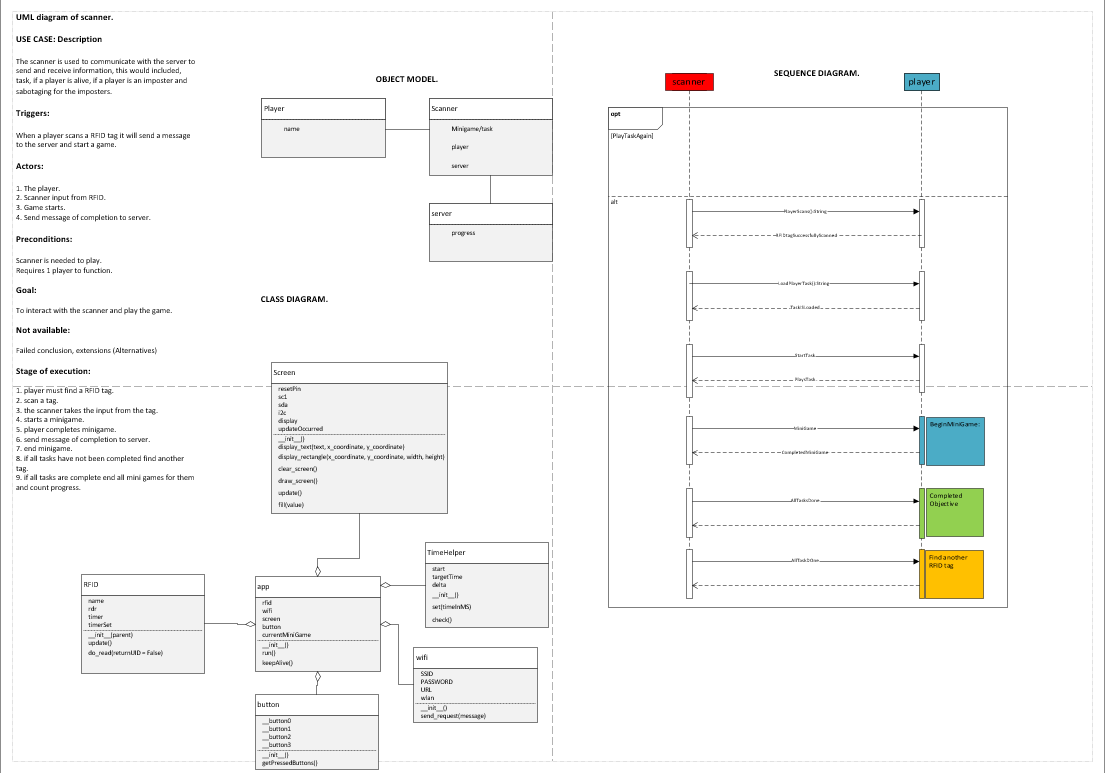 UML diagram of scanner.
USE CASE: Description
The scanner is used to communicate with the server to
send and receive information, this would included,
task, if a player is alive, if a player is an imposter and
sabotaging for the imposters.
Triggers:
When a player scans a RFID tag it will send a message
to the server and start a game.
Actors:
1. The player.
2. Scanner input from RFID.
3. Game starts.
4. Send message of completion to server.
Preconditions:
Scanner is needed to play.
Requires 1 player to function.
Goal:
To interact with the scanner and play the game.
Not available:
Failed conclusion, extensions (Alternatives)
Stage of execution:
1. player must find a RFID tag.
2. scan a tag.
3. the scanner takes the input from the tag.
4. starts a minigame.
5. player completes minigame.
6. send message of completion to server.
7. end minigame.
8. if all tasks have not been completed find another
tag.
9. if all tasks are complete end all mini games for them
and count progress.
OBJECT MODEL.
Player
name
Scanner
Minigame/task
player
server
server
progress
CLASS DIAGRAM.
Screen
resetPin
sc1
sda
i2c
display
updateOccurred
__init__()
display_text(text, x_coordinate, y_coordinate)
display_rectangle(x_coordinate, y_coordinate, width, height)
clear_screen()
draw_screen()
update()
fill(value)
TimeHelper
start
targetTime
delta
__init__()
set(timeInMS)
check()
RFID
name
rdr
timer
timerSet
__init__(parent)
update()
do_read(returnUID = False)
app
rfid
wifi
screen
button
currentMiniGame
__init__()
run()
keepAlive()
wifi
SSID
PASSWORD
URL
wlan
__init__()
send_request(message)
button
__button0
__button1
__button2
__button3
__init__()
getPressedButtons()
SEQUENCE DIAGRAM.
scanner
player
opt
[PlayTaskAgain]
alt
PlayerScans():String
RFIDtagSuccessfullyScanned
LoadPlayerTask():String
TaskISLoaded
StartTask
PlaysTask
MiniGame
CompletedMiniGame
BeginMiniGame:
AllTasksDone
Completed
Objective
Find another
RFID tag